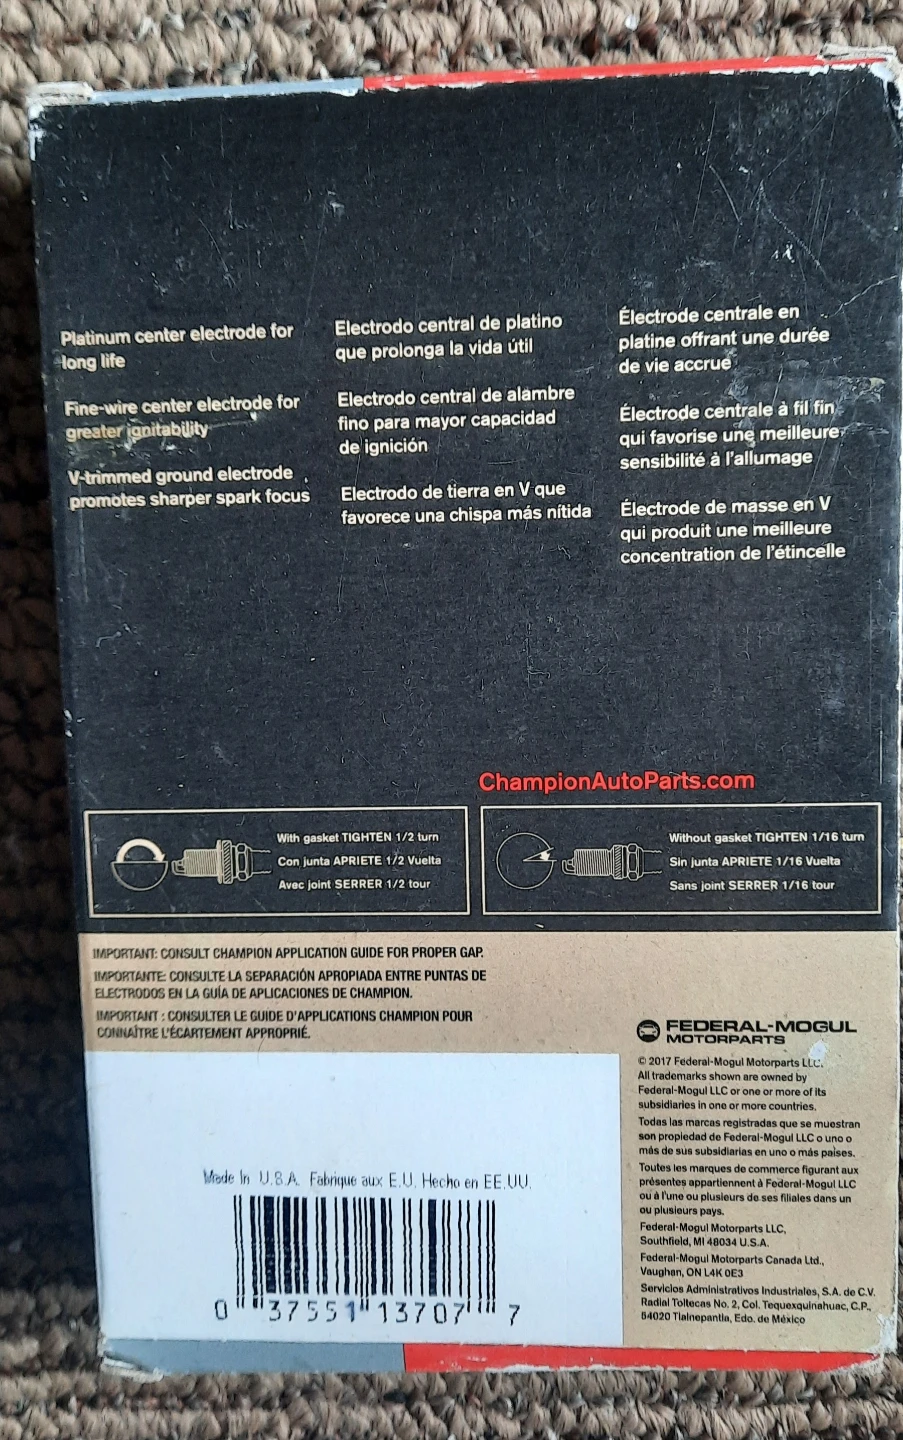 Platinum center electrode for
long life
Fine-wire center electrode for
greater ignitability
V-trimmed ground electrode
promotes sharper spark focus
Electrodo central de platino
que prolonga la vida útil
Electrodo central de alambre
fino para mayor capacidad
de ignición
Electrodo de tierra en V que
favorece una chispa más nítida
Électrode centrale en
platine offrant une durée
de vie accrue
Électrode centrale à fil fin
qui favorise une meilleure
sensibilité à l'allumage
Électrode de masse en V
qui produit une meilleure
concentration de l'étincelle
ChampionAutoParts.com
With gasket TIGHTEN 1/2 turn
Con junta APRIETE 1/2 Vuelta
Avec joint SERRER 1/2 tour
Without gasket TIGHTEN 1/16 turn
Sin junta APRIETE 1/16 Vuelta
Sans joint SERRER 1/16 tour
IMPORTANT: CONSULT CHAMPION APPLICATION GUIDE FOR PROPER GAP.
IMPORTANTE: CONSULTE LA SEPARACIÓN APROPIADA ENTRE PUNTAS DE
ELECTRODOS EN LA GUÍA DE APLICACIONES DE CHAMPION.
IMPORTANT : CONSULTER LE GUIDE D'APPLICATIONS CHAMPION POUR
CONNAÎTRE L'ÉCARTEMENT APPROPRIÉ.
FEDERAL-MOGUL
MOTORPARTS
© 2017 Federal-Mogul Motorparts LLC.
All trademarks shown are owned by
Federal-Mogul LLC or one or more of its
subsidiaries in one or more countries.
Todas las marcas registradas que se muestran
son propiedad de Federal-Mogul LLC o uno o
más de sus subsidiarias en uno o más países.
Toutes les marques de commerce figurant aux
présentes appartiennent à Federal-Mogul LLC
ou à l'une ou plusieurs de ses filiales dans un
ou plusieurs pays.
Federal-Mogul Motorparts LLC,
Southfield, MI 48034 U.S.A.
Federal-Mogul Motorparts Canada Ltd.,
Vaughan, ON L4K 0E3
Servicios Administrativos Industriales, S.A. de C.V.
Radial Toltecas No. 2, Col. Tequexquinahuac, C.P.,
54020 Tlalnepantla, Edo. de México
Made In U.S.A. Fabrique aux E.U. Hecho en EE.UU.
0 37551 13707 7